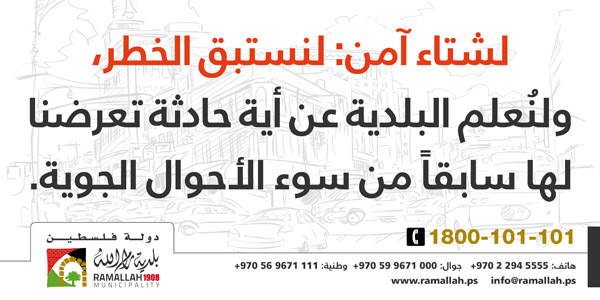 لشتاء آمن: لنستبق الخطر،
ولنُعلم البلدية عن أية حادثة تعرضنا
لها سابقاً من سوء الأحوال الجوية.
1800-101-101
دولة فلسطين
بلدية رام الله
RAMALLAH 1908
MUNICIPALITY
هاتف: 5555 294 2 970+ جوال: 000 9671 59 970+ وطنية: 111 9671 56 970+
www.ramallah.ps info@ramallah.ps